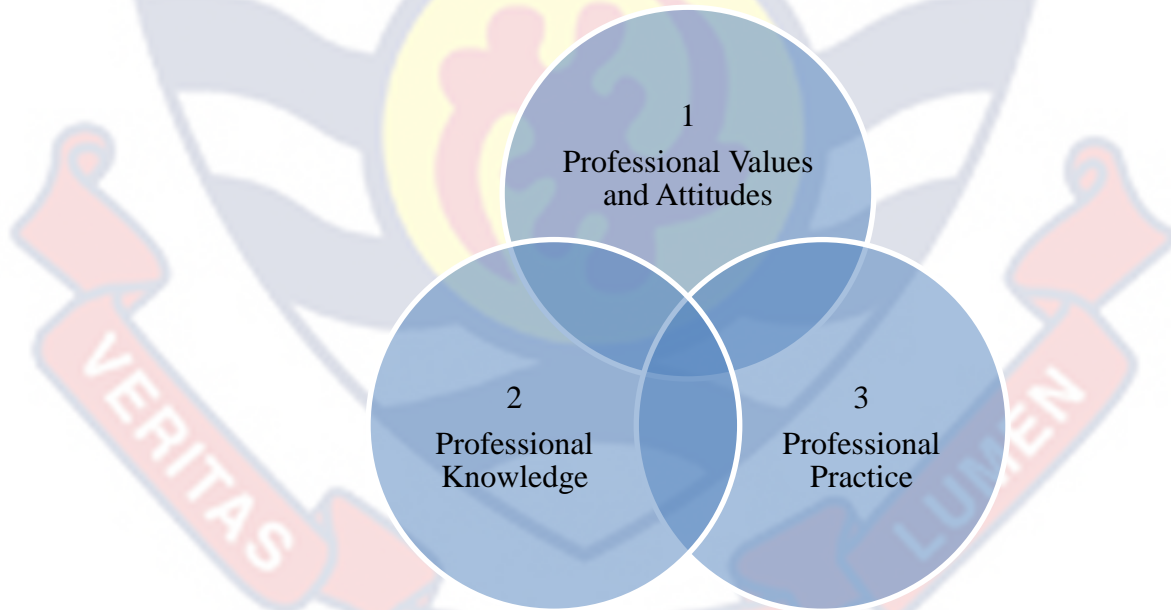 1
Professional Values
and Attitudes
2
Professional
Knowledge
3
Professional
Practice
VERITAS
LUMEN